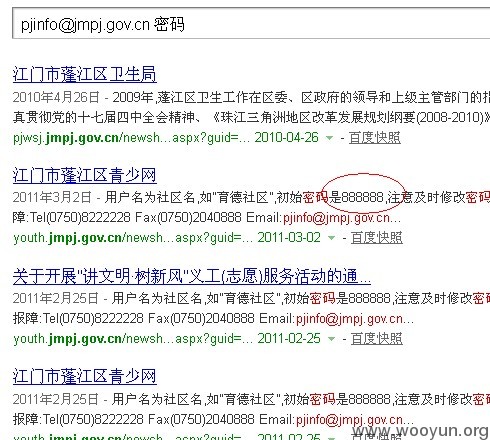 pjinfo@jmpj.gov.cn 密码
江门市蓬江区卫生局
2010年4月26日 - 2009年,蓬江区卫生工作在区委、区政府的领导和上级主管部门的指
真贯彻党的十七届四中全会精神、《珠江三角洲地区改革发展规划纲要(2008-2020)》
pjwsj.jmpj.gov.cn/newsh...aspx?guid=... 2010-04-26 - 百度快照
江门市蓬江区青少网
2011年3月2日 - 用户名为社区名,如"育德社区",初始密码是888888,注意及时修改密码
障:Tel(0750)8222228 Fax(0750)2040888 Email:pjinfo@jmpj.gov.cn...
youth.jmpj.gov.cn/newsh...aspx?guid=... 2011-03-02 - 百度快照
关于开展"讲文明·树新风"义工(志愿)服务活动的通...
2011年2月25日 - 用户名为社区名,如"育德社区",初始密码是888888,注意及时修改密
报障:Tel(0750)8222228 Fax(0750)2040888 Email:pjinfo@jmpj.gov.cn...
youth.jmpj.gov.cn/newsh...aspx?guid=... 2011-02-25 - 百度快照
江门市蓬江区青少网
2011年2月25日 - 用户名为社区名,如"育德社区",初始密码是888888,注意及时修改密
报障:Tel(0750)8222228 Fax(0750)2040888 Email:pjinfo@jmpj.gov.cn...
www.wooyun.org